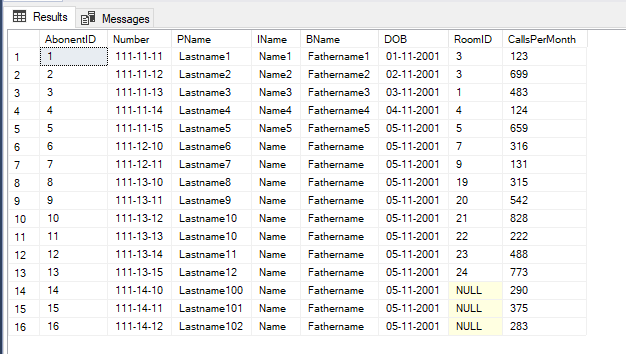 Results Messages
AbonentID Number PName IName BName DOB RoomID CallsPerMonth
1 1 111-11-11 Lastname1 Name1 Fathername1 01-11-2001 3 123
2 2 111-11-12 Lastname2 Name2 Fathername2 02-11-2001 3 699
3 3 111-11-13 Lastname3 Name3 Fathername3 03-11-2001 1 483
4 4 111-11-14 Lastname4 Name4 Fathername4 04-11-2001 4 124
5 5 111-11-15 Lastname5 Name5 Fathername5 05-11-2001 5 659
6 6 111-12-10 Lastname6 Name Fathername 05-11-2001 7 316
7 7 111-12-11 Lastname7 Name Fathername 05-11-2001 9 131
8 8 111-13-10 Lastname8 Name Fathername 05-11-2001 19 315
9 9 111-13-11 Lastname9 Name Fathername 05-11-2001 20 542
10 10 111-13-12 Lastname10 Name Fathername 05-11-2001 21 828
11 11 111-13-13 Lastname10 Name Fathername 05-11-2001 22 222
12 12 111-13-14 Lastname11 Name Fathername 05-11-2001 23 488
13 13 111-13-15 Lastname12 Name Fathername 05-11-2001 24 773
14 14 111-14-10 Lastname100 Name Fathername 05-11-2001 NULL 290
15 15 111-14-11 Lastname101 Name Fathername 05-11-2001 NULL 375
16 16 111-14-12 Lastname102 Name Fathername 05-11-2001 NULL 283